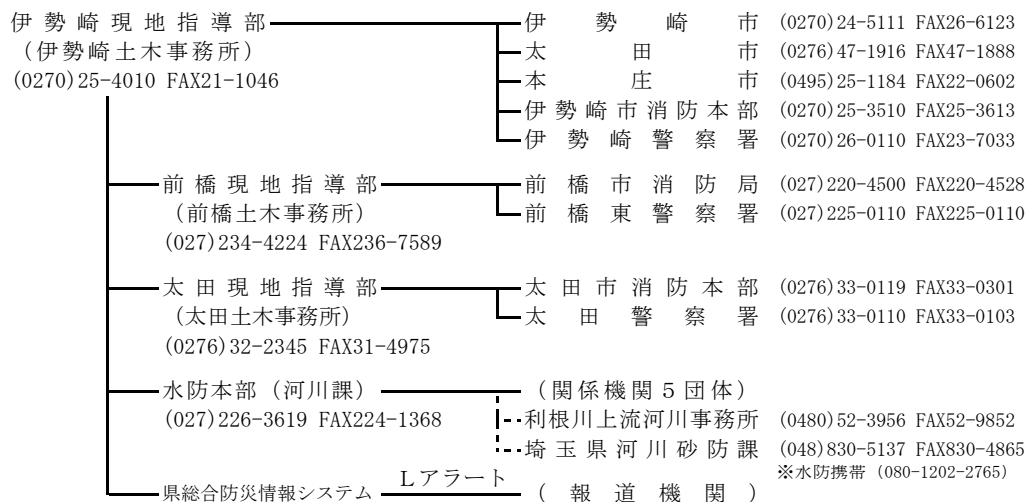 伊勢崎現地指導部 伊勢崎市 (0270)24-5111 FAX26-6123
(伊勢崎土木事務所) 太田市 (0276)47-1916 FAX47-1888
(0270)25-4010 FAX21-1046 本庄市 (0495)25-1184 FAX22-0602
伊勢崎市消防本部 (0270)25-3510 FAX25-3613
伊勢崎警察署 (0270)26-0110 FAX23-7033
前橋現地指導部 前橋市消防局 (027)220-4500 FAX220-4528
(前橋土木事務所) 前橋東警察署 (027)225-0110 FAX225-0110
(027)234-4224 FAX236-7589
太田現地指導部 太田市消防本部 (0276)33-0119 FAX33-0301
(太田土木事務所) 太田警察署 (0276)33-0110 FAX33-0103
(0276)32-2345 FAX31-4975
水防本部(河川課) (関係機関5団体)
(027)226-3619 FAX224-1368 利根川上流河川事務所 (0480)52-3956 FAX52-9852
埼玉県河川砂防課 (048)830-5137 FAX830-4865
※水防携帯 (080-1202-2765)
県総合防災情報システム Lアラート (報道機関)